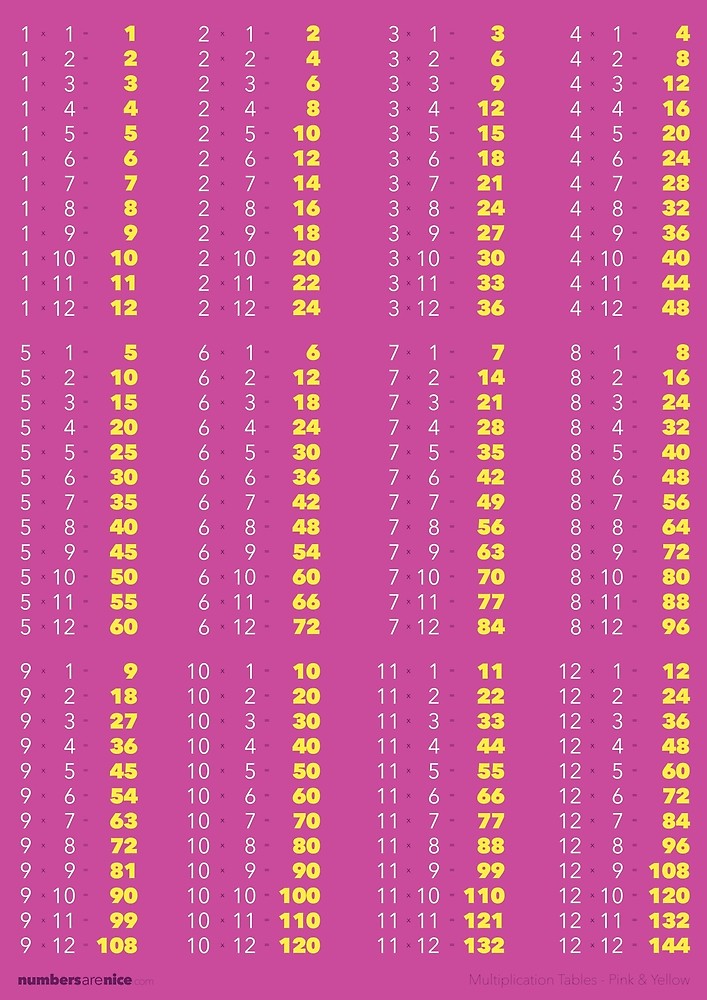 1 × 1 = 1
1 × 2 = 2
1 × 3 = 3
1 × 4 = 4
1 × 5 = 5
1 × 6 = 6
1 × 7 = 7
1 × 8 = 8
1 × 9 = 9
1 × 10 = 10
1 × 11 = 11
1 × 12 = 12
2 × 1 = 2
2 × 2 = 4
2 × 3 = 6
2 × 4 = 8
2 × 5 = 10
2 × 6 = 12
2 × 7 = 14
2 × 8 = 16
2 × 9 = 18
2 × 10 = 20
2 × 11 = 22
2 × 12 = 24
3 × 1 = 3
3 × 2 = 6
3 × 3 = 9
3 × 4 = 12
3 × 5 = 15
3 × 6 = 18
3 × 7 = 21
3 × 8 = 24
3 × 9 = 27
3 × 10 = 30
3 × 11 = 33
3 × 12 = 36
4 × 1 = 4
4 × 2 = 8
4 × 3 = 12
4 × 4 = 16
4 × 5 = 20
4 × 6 = 24
4 × 7 = 28
4 × 8 = 32
4 × 9 = 36
4 × 10 = 40
4 × 11 = 44
4 × 12 = 48
5 × 1 = 5
5 × 2 = 10
5 × 3 = 15
5 × 4 = 20
5 × 5 = 25
5 × 6 = 30
5 × 7 = 35
5 × 8 = 40
5 × 9 = 45
5 × 10 = 50
5 × 11 = 55
5 × 12 = 60
6 × 1 = 6
6 × 2 = 12
6 × 3 = 18
6 × 4 = 24
6 × 5 = 30
6 × 6 = 36
6 × 7 = 42
6 × 8 = 48
6 × 9 = 54
6 × 10 = 60
6 × 11 = 66
6 × 12 = 72
7 × 1 = 7
7 × 2 = 14
7 × 3 = 21
7 × 4 = 28
7 × 5 = 35
7 × 6 = 42
7 × 7 = 49
7 × 8 = 56
7 × 9 = 63
7 × 10 = 70
7 × 11 = 77
7 × 12 = 84
8 × 1 = 8
8 × 2 = 16
8 × 3 = 24
8 × 4 = 32
8 × 5 = 40
8 × 6 = 48
8 × 7 = 56
8 × 8 = 64
8 × 9 = 72
8 × 10 = 80
8 × 11 = 88
8 × 12 = 96
9 × 1 = 9
9 × 2 = 18
9 × 3 = 27
9 × 4 = 36
9 × 5 = 45
9 × 6 = 54
9 × 7 = 63
9 × 8 = 72
9 × 9 = 81
9 × 10 = 90
9 × 11 = 99
9 × 12 = 108
10 × 1 = 10
10 × 2 = 20
10 × 3 = 30
10 × 4 = 40
10 × 5 = 50
10 × 6 = 60
10 × 7 = 70
10 × 8 = 80
10 × 9 = 90
10 × 10 = 100
10 × 11 = 110
10 × 12 = 120
11 × 1 = 11
11 × 2 = 22
11 × 3 = 33
11 × 4 = 44
11 × 5 = 55
11 × 6 = 66
11 × 7 = 77
11 × 8 = 88
11 × 9 = 99
11 × 10 = 110
11 × 11 = 121
11 × 12 = 132
12 × 1 = 12
12 × 2 = 24
12 × 3 = 36
12 × 4 = 48
12 × 5 = 60
12 × 6 = 72
12 × 7 = 84
12 × 8 = 96
12 × 9 = 108
12 × 10 = 120
12 × 11 = 132
12 × 12 = 144
numbersarenice.com
Multiplication Tables - Pink & Yellow